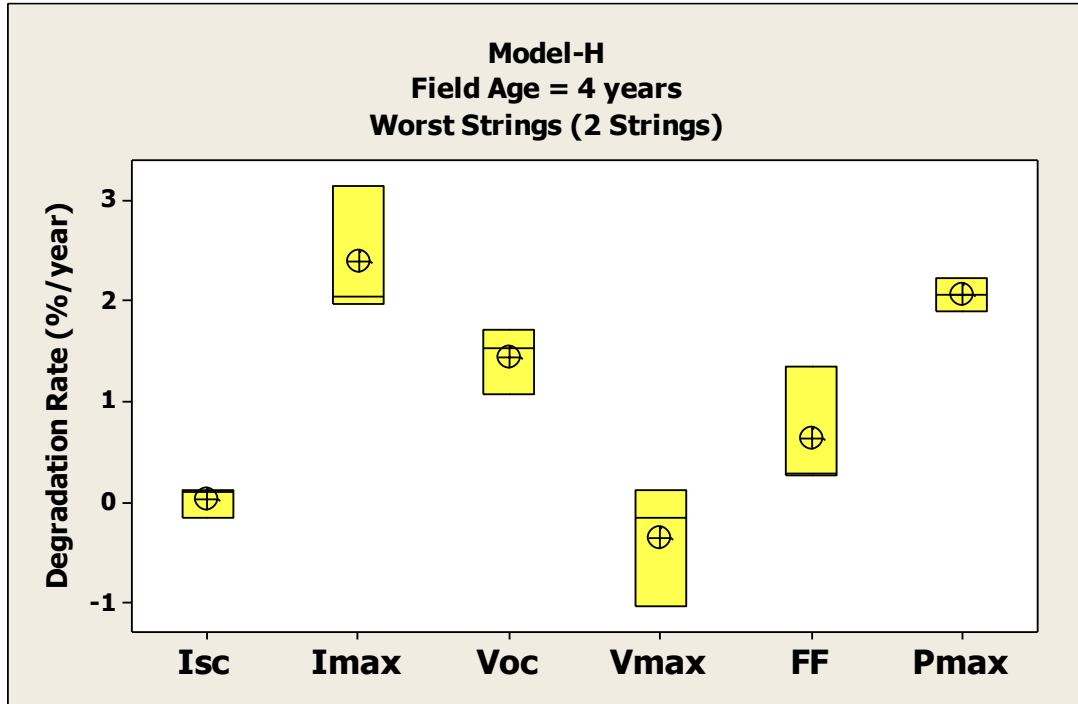 Model-H
Field Age = 4 years
Worst Strings (2 Strings)
Degradation Rate (%/year)
3
2
1
0
-1
Isc Imax Voc Vmax FF Pmax